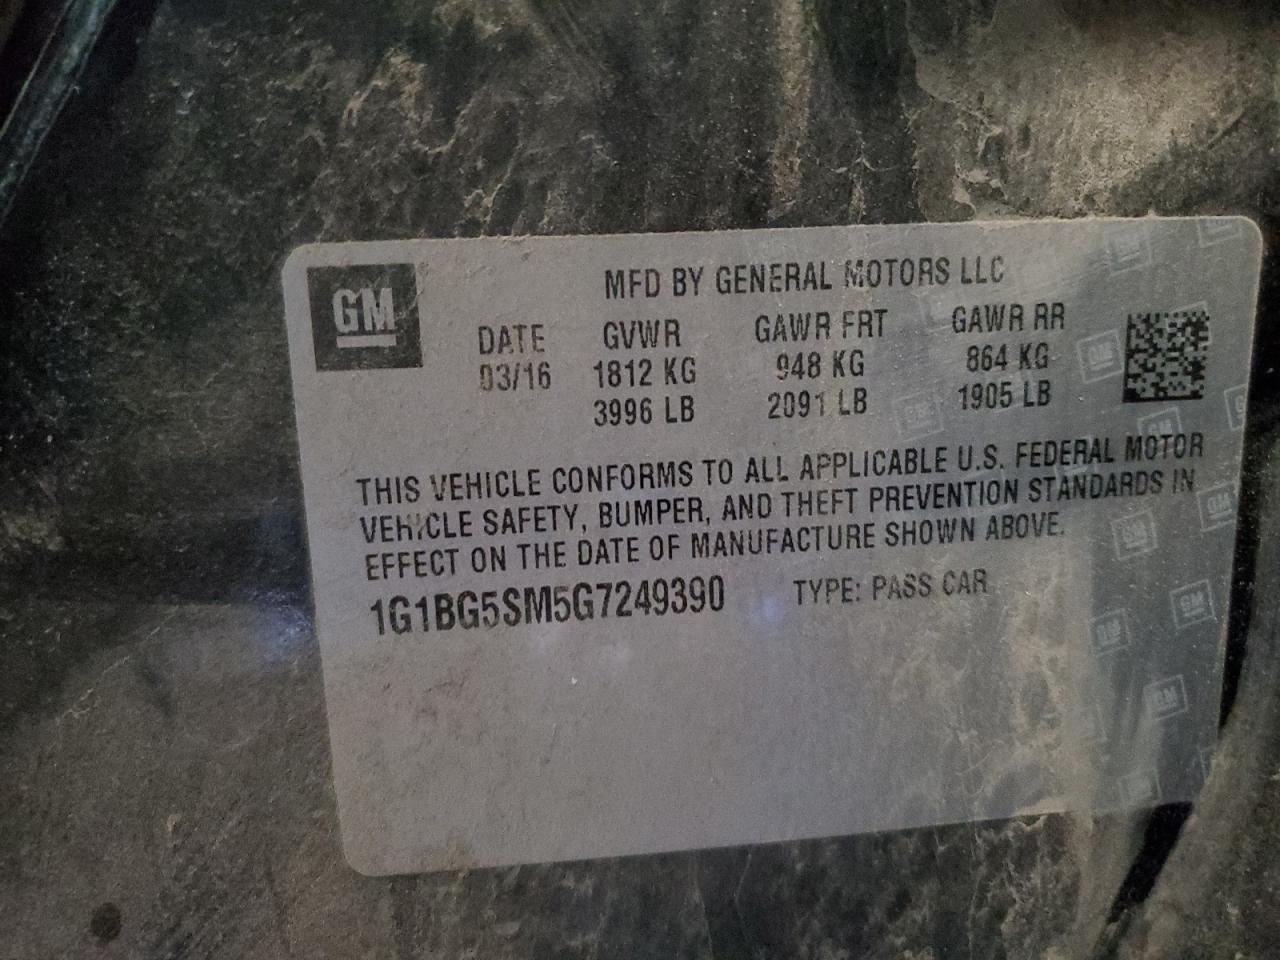 GM
MFD BY GENERAL MOTORS LLC
DATE GVWR GAWR FRT GAWR RR
03/16 1812 KG 948 KG 864 KG
3996 LB 2091 LB 1905 LB
THIS VEHICLE CONFORMS TO ALL APPLICABLE U.S. FEDERAL MOTOR
VEHICLE SAFETY, BUMPER, AND THEFT PREVENTION STANDARDS IN
EFFECT ON THE DATE OF MANUFACTURE SHOWN ABOVE.
1G1BG5SM5G7249390 TYPE: PASS CAR